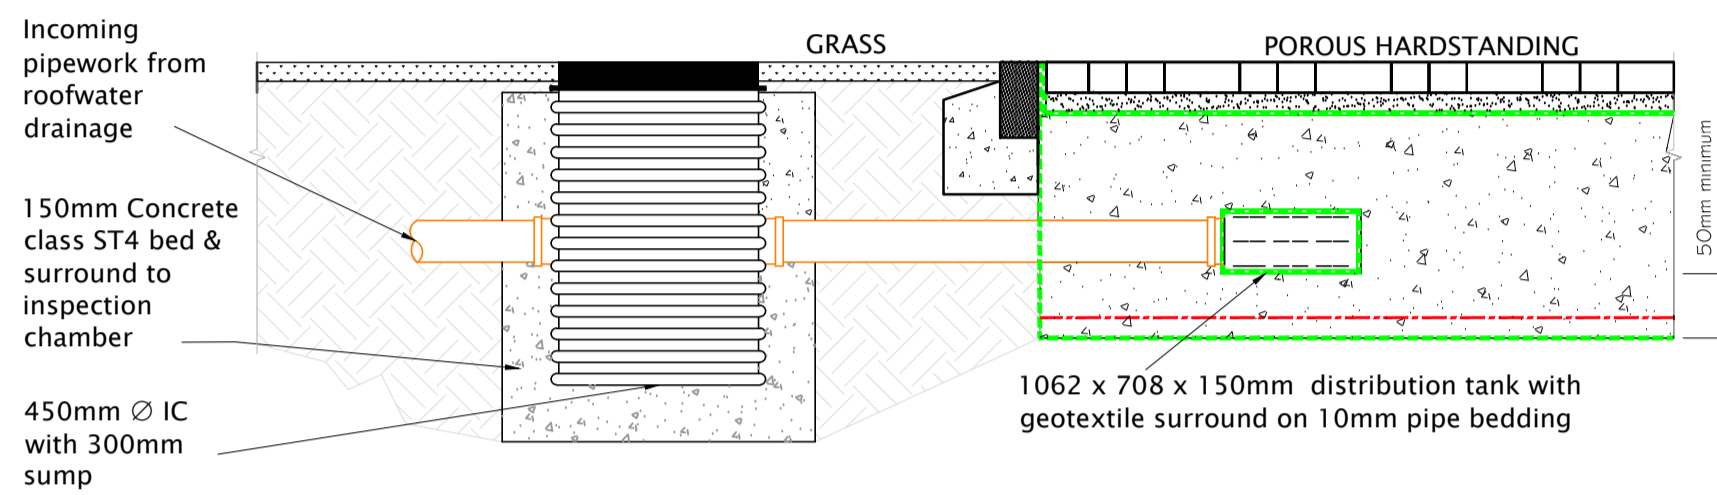 Incoming
pipework from
roofwater
drainage
GRASS
POROUS HARDSTANDING
150mm Concrete
class ST4 bed &
surround to
inspection
chamber
450mm ∅ IC
with 300mm
sump
1062 x 708 x 150mm distribution tank with
geotextile surround on 10mm pipe bedding
50mm minimum